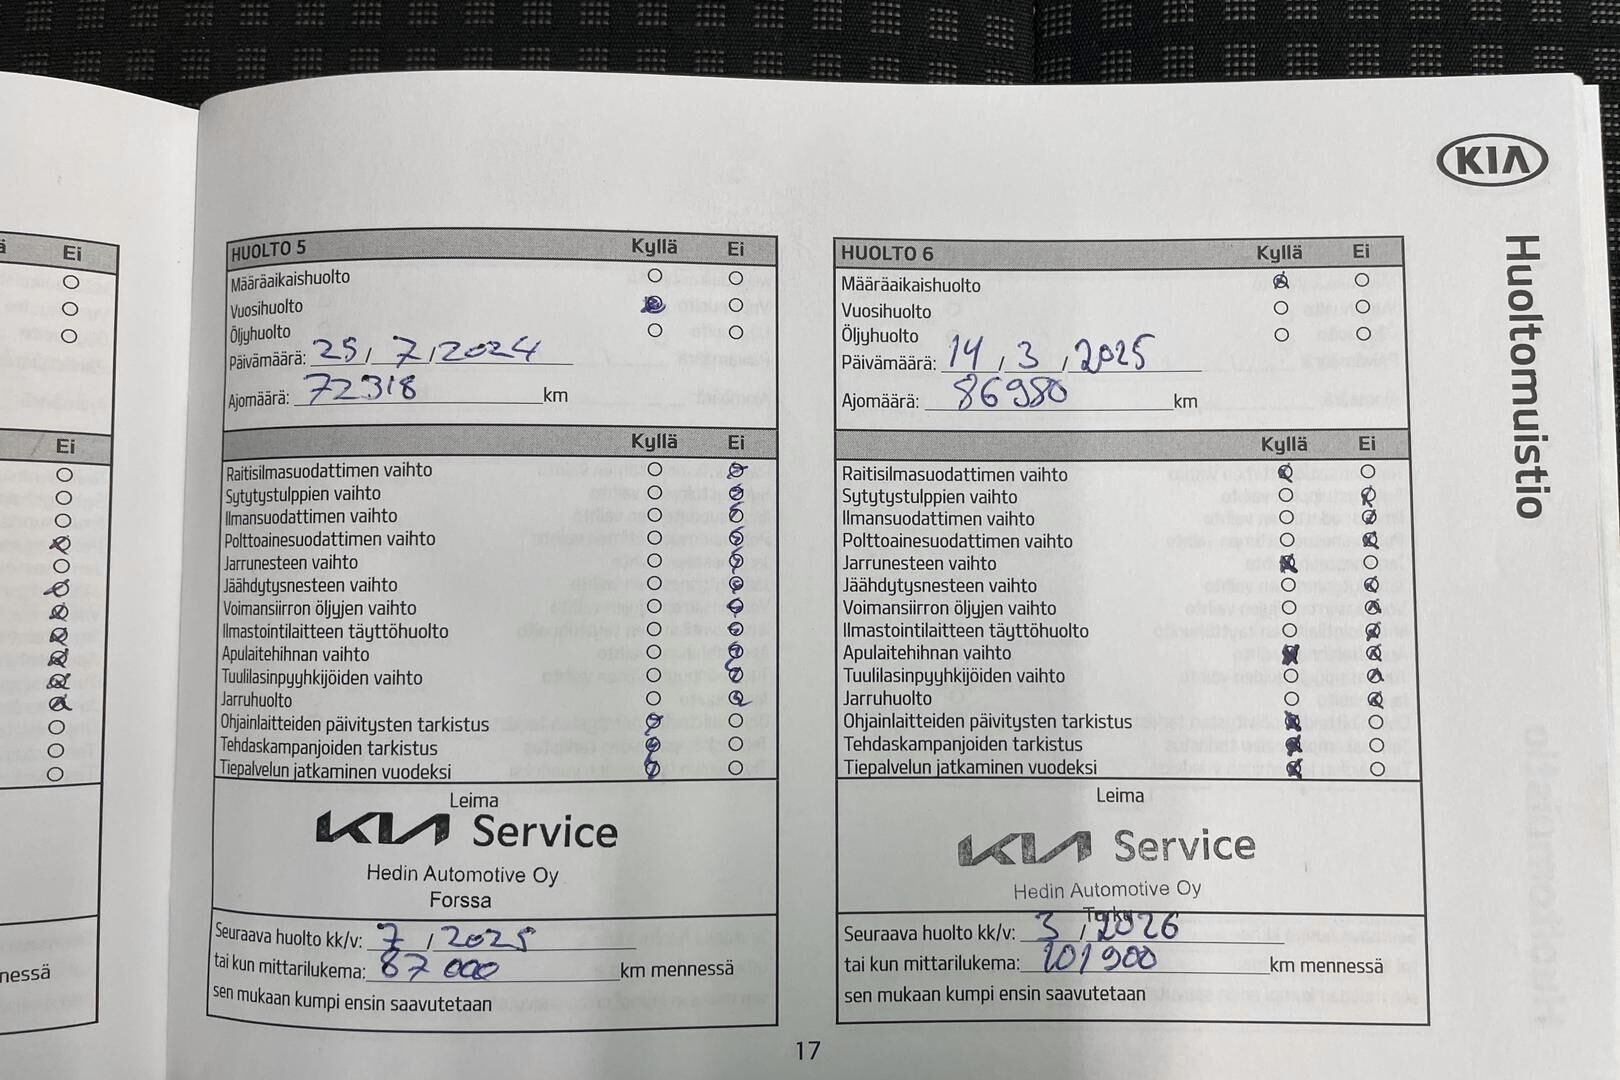 Ei
Ei
nessä
KIA
Huoltomuistio
HUOLTO 5 Kyllä Ei
Määräaikaishuolto
Vuosihuolto
Öljyhuolto
Päivämäärä: 25 / 7 / 2024
Ajomäärä: 72318 km
Kyllä Ei
Raitisilmasuodattimen vaihto
Sytytystulppien vaihto
Ilmansuodattimen vaihto
Polttoainesuodattimen vaihto
Jarrunesteen vaihto
Jäähdytysnesteen vaihto
Voimansiirron öljyjen vaihto
Ilmastointilaitteen täyttöhuolto
Apulaitehihnan vaihto
Tuulilasinpyyhkijöiden vaihto
Jarruhuolto
Ohjainlaitteiden päivitysten tarkistus
Tehdaskampanjoiden tarkistus
Tiepalvelun jatkaminen vuodeksi
Leima
KIA Service
Hedin Automotive Oy
Forssa
Seuraava huolto kk/v: 7 / 2025
tai kun mittarilukema: 87 000 km mennessä
sen mukaan kumpi ensin saavutetaan
HUOLTO 6 Kyllä Ei
Määräaikaishuolto
Vuosihuolto
Öljyhuolto
Päivämäärä: 14 / 3 / 2025
Ajomäärä: 86980 km
Kyllä Ei
Raitisilmasuodattimen vaihto
Sytytystulppien vaihto
Ilmansuodattimen vaihto
Polttoainesuodattimen vaihto
Jarrunesteen vaihto
Jäähdytysnesteen vaihto
Voimansiirron öljyjen vaihto
Ilmastointilaitteen täyttöhuolto
Apulaitehihnan vaihto
Tuulilasinpyyhkijöiden vaihto
Jarruhuolto
Ohjainlaitteiden päivitysten tarkistus
Tehdaskampanjoiden tarkistus
Tiepalvelun jatkaminen vuodeksi
Leima
KIA Service
Hedin Automotive Oy
Turku
Seuraava huolto kk/v: 3 / 2026
tai kun mittarilukema: 101 900 km mennessä
sen mukaan kumpi ensin saavutetaan
17